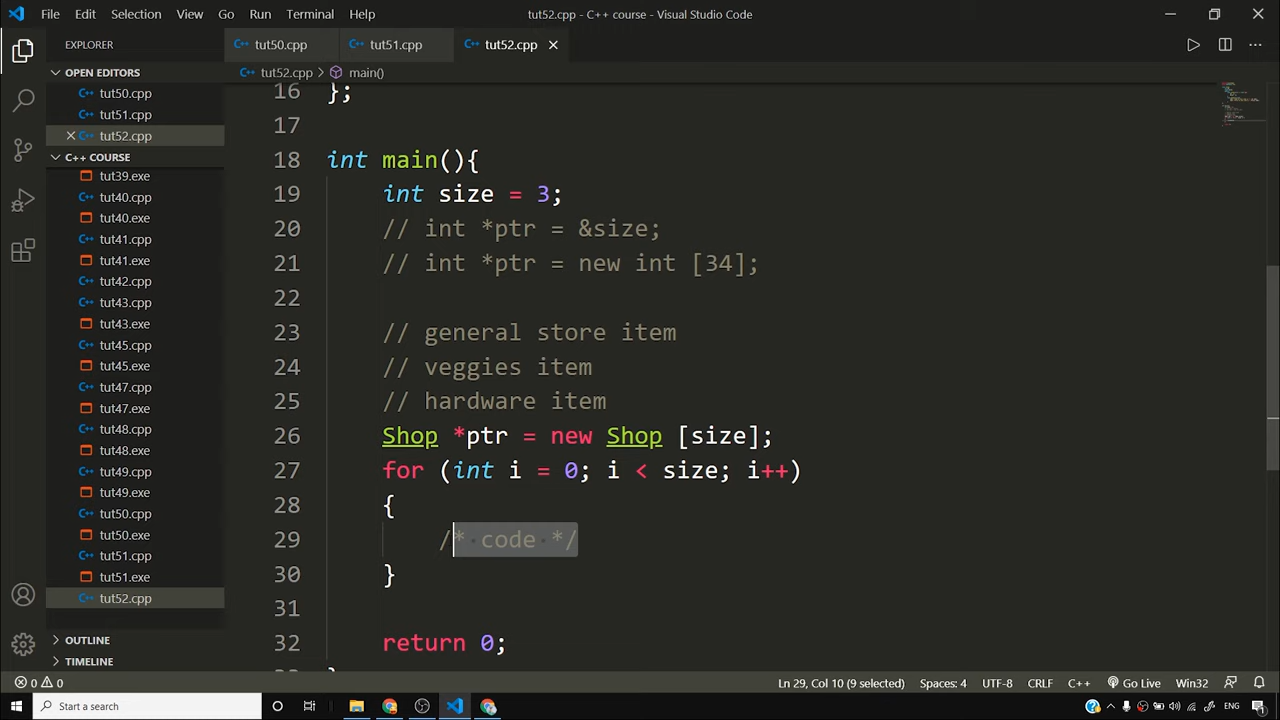 File Edit Selection View Go Run Terminal Help tut52.cpp - C++ course - Visual Studio Code
EXPLORER
OPEN EDITORS
tut50.cpp
tut51.cpp
tut52.cpp
C++ COURSE
tut39.exe
tut40.cpp
tut40.exe
tut41.cpp
tut41.exe
tut42.cpp
tut43.cpp
tut43.exe
tut45.cpp
tut45.exe
tut47.cpp
tut47.exe
tut48.cpp
tut48.exe
tut49.cpp
tut49.exe
tut50.cpp
tut50.exe
tut51.cpp
tut51.exe
tut52.cpp
OUTLINE
TIMELINE
tut50.cpp tut51.cpp tut52.cpp
tut52.cpp > main()
16 };
17
18 int main(){
19 int size = 3;
20 // int *ptr = &size;
21 // int *ptr = new int [34];
22
23 // general store item
24 // veggies item
25 // hardware item
26 Shop *ptr = new Shop [size];
27 for (int i = 0; i < size; i++)
28 {
29 /* code */
30 }
31
32 return 0;
0 0 Ln 29, Col 10 (9 selected) Spaces: 4 UTF-8 CRLF C++ Go Live Win32
Start a search ENG